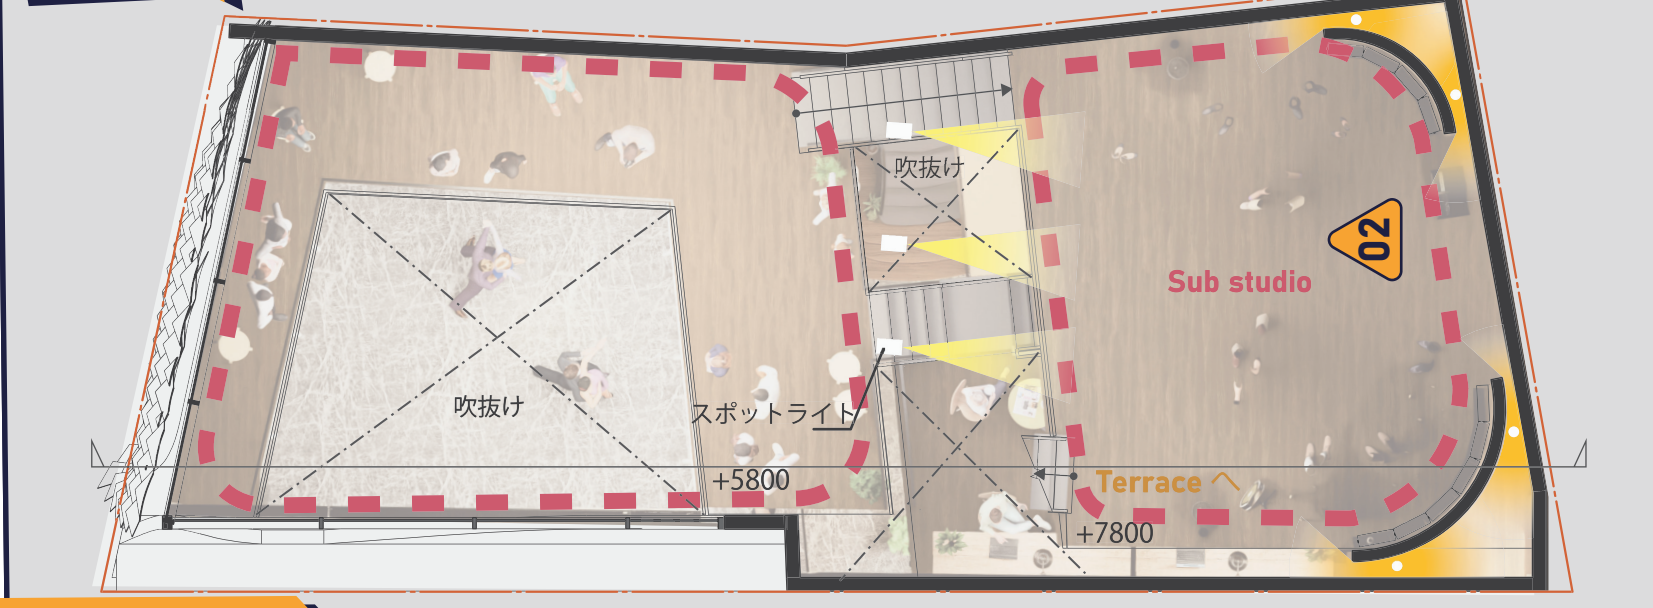 吹抜け
02
Sub studio
吹抜け
スポットライト
+5800
Terrace へ
+7800